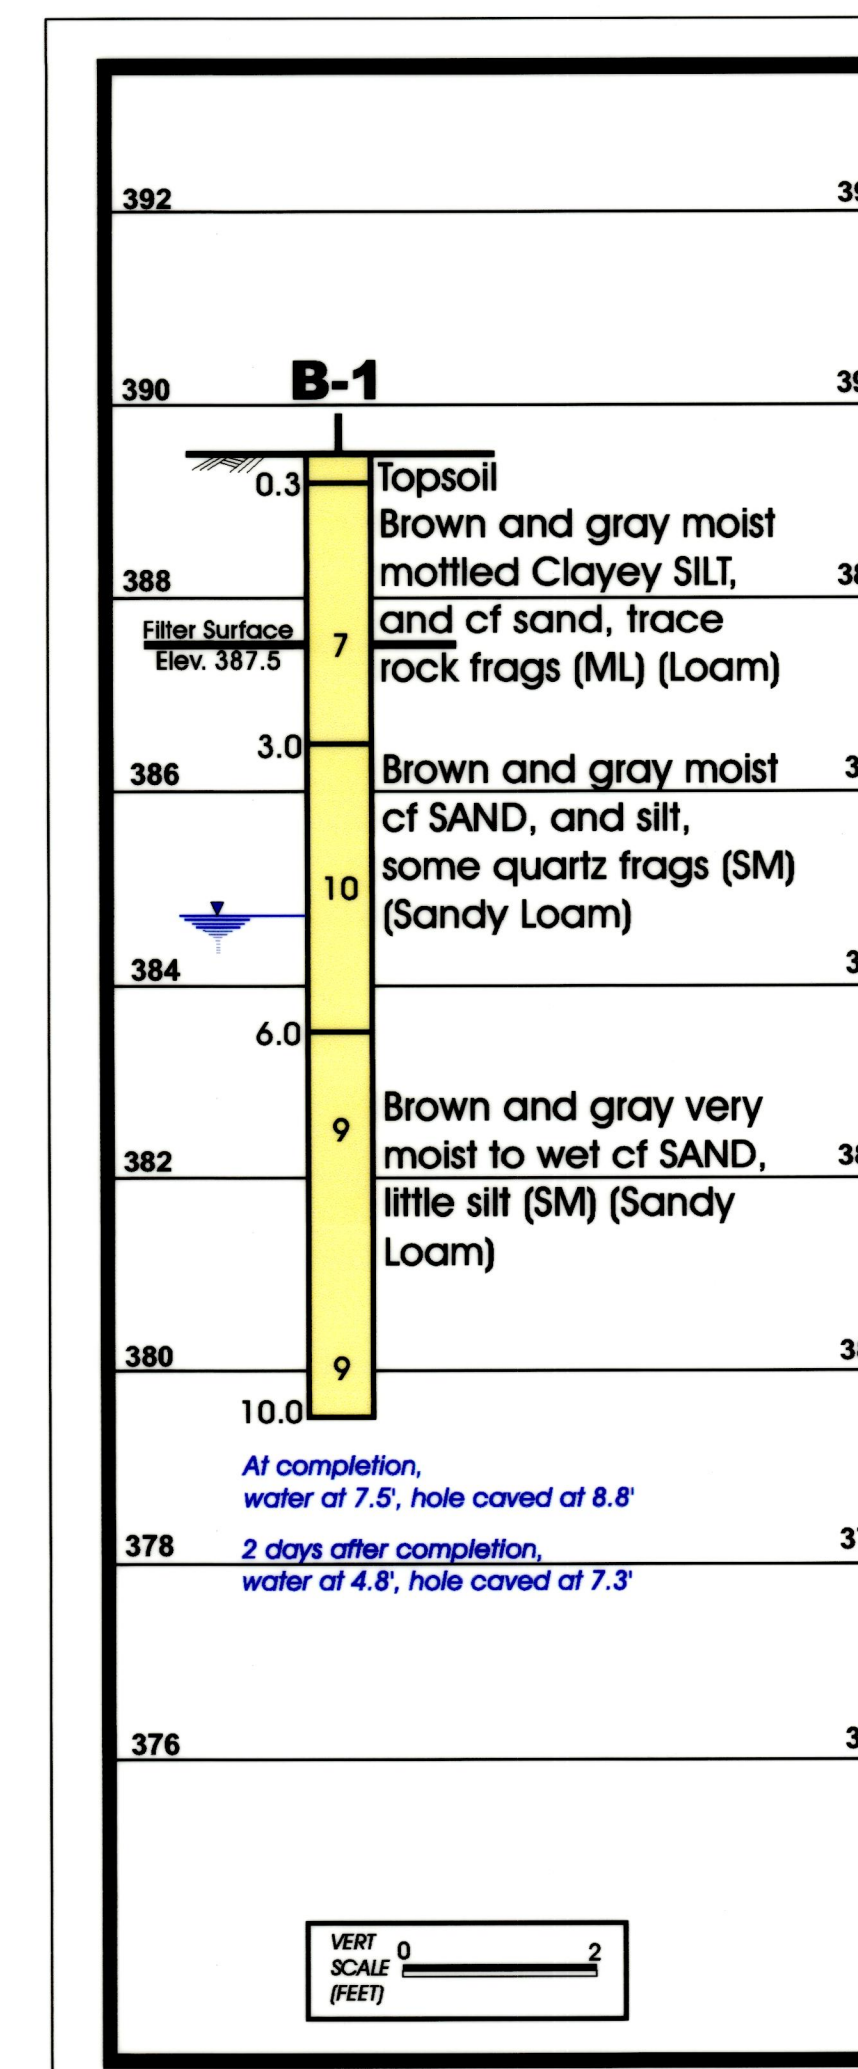 392
390
B-1
0.3
Topsoil
Brown and gray moist
mottled Clayey SILT,
and cf sand, trace
rock frags (ML) (Loam)
388
Filter Surface
Elev. 387.5
7
3.0
386
Brown and gray moist
cf SAND, and silt,
some quartz frags (SM)
(Sandy Loam)
10
384
6.0
9
Brown and gray very
moist to wet cf SAND,
little silt (SM) (Sandy
Loam)
382
380
9
10.0
At completion,
water at 7.5', hole caved at 8.8'
378
2 days after completion,
water at 4.8', hole caved at 7.3'
376
VERT
SCALE
(FEET)
0 2